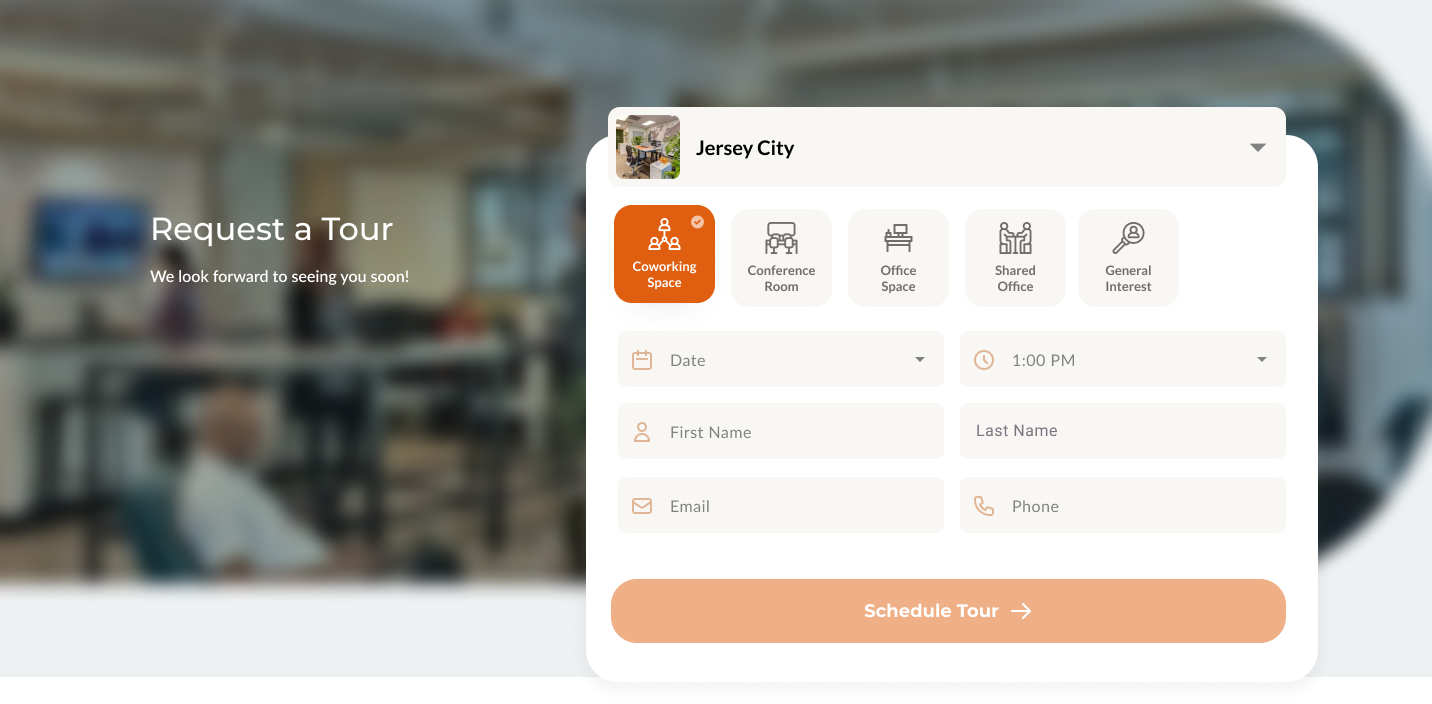 Jersey City
Request a Tour
We look forward to seeing you soon!
Coworking
Space
Conference
Room
Office
Space
Shared
Office
General
Interest
Date
1:00 PM
First Name
Last Name
Email
Phone
Schedule Tour